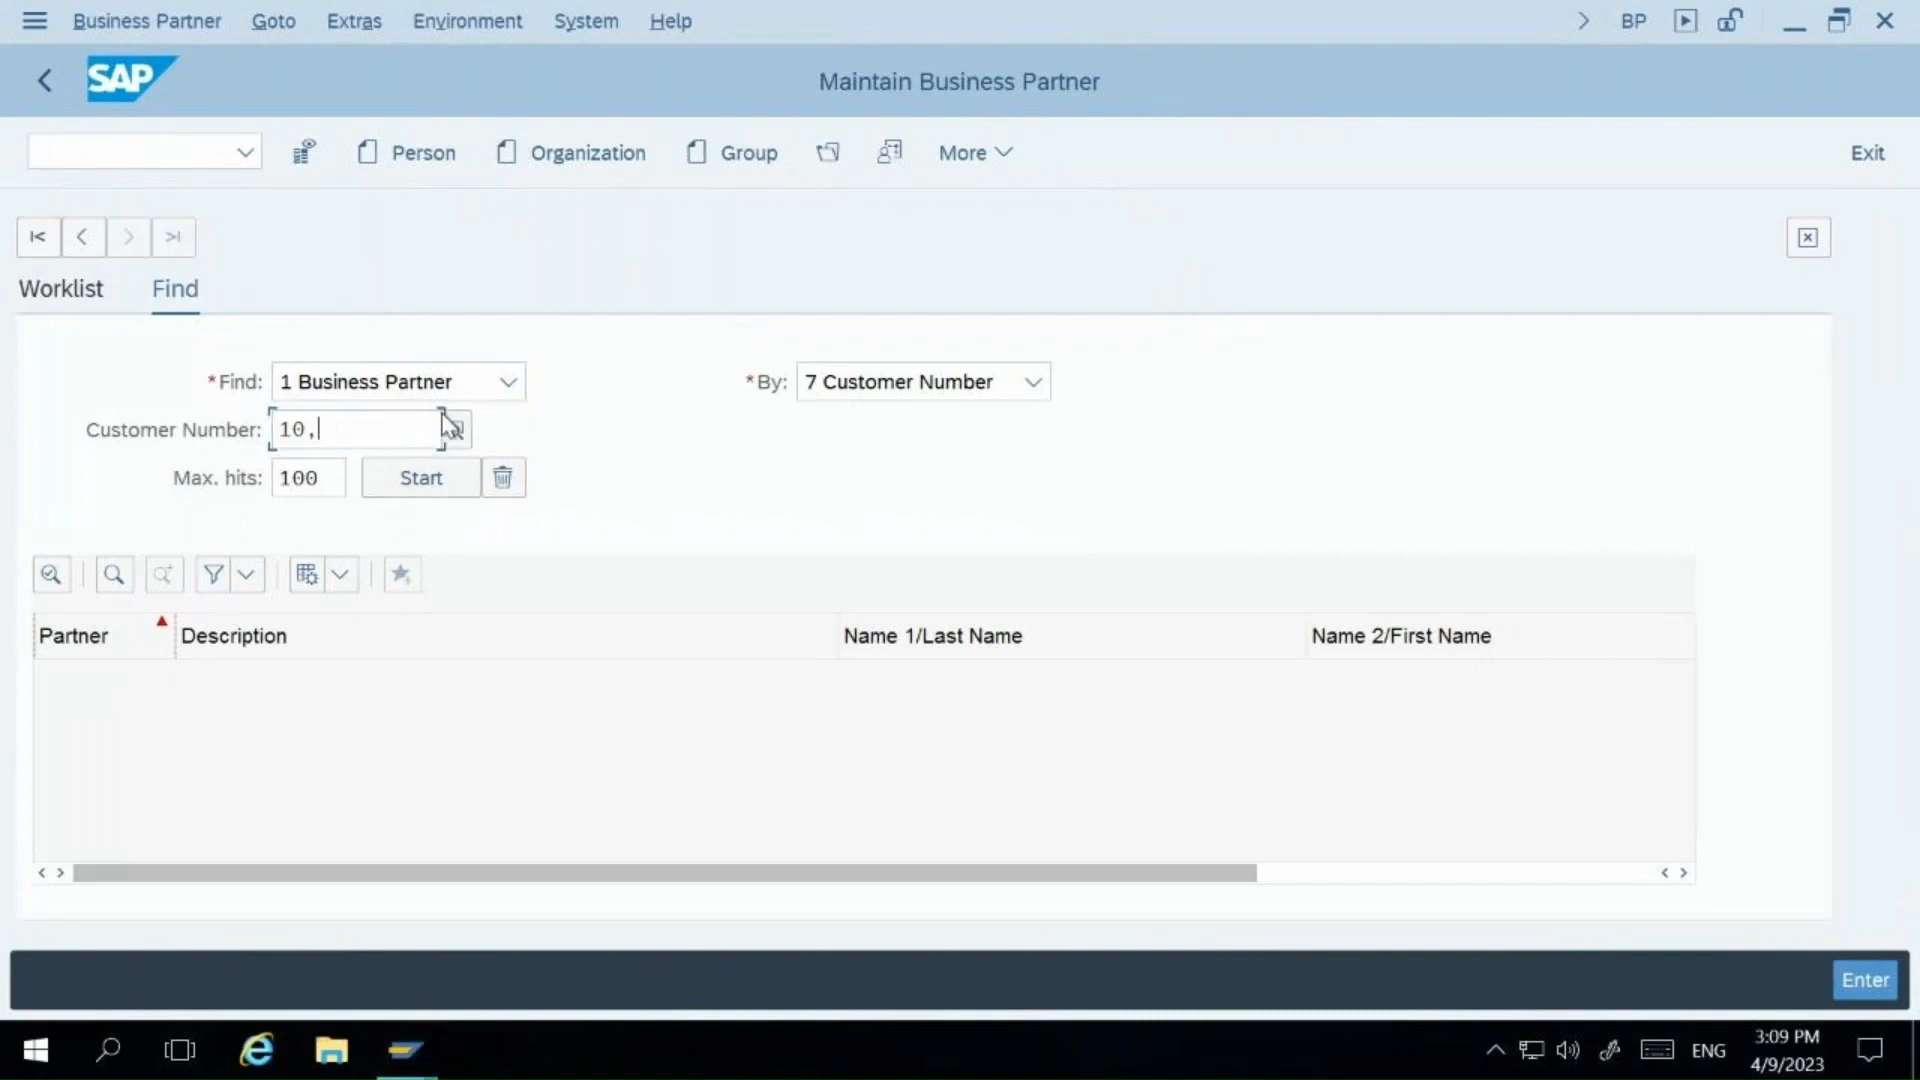 Business Partner Goto Extras Environment System Help BP
SAP Maintain Business Partner
Person Organization Group More Exit
Worklist Find
*Find: 1 Business Partner *By: 7 Customer Number
Customer Number: 10,
Max. hits: 100 Start
Partner Description Name 1/Last Name Name 2/First Name
Enter
ENG 3:09 PM
4/9/2023